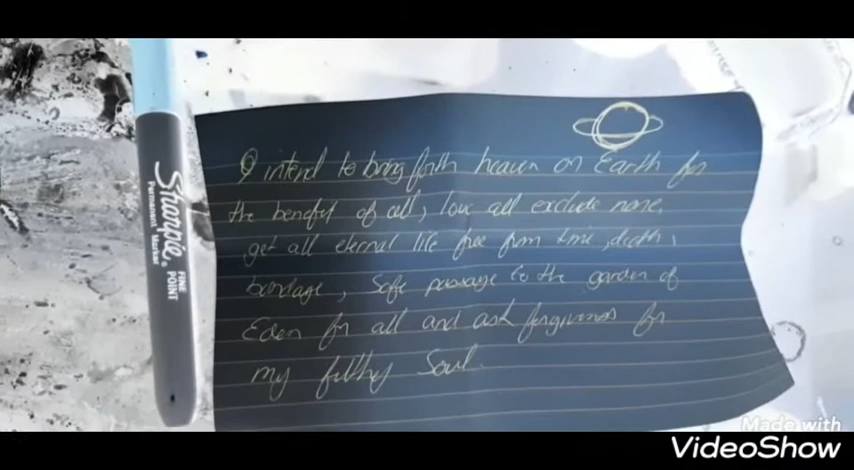 Sharpie
FINE POINT
Permanent Marker
I intend to bring forth heaven on Earth for
the benefit of all, love all exclude none,
get all eternal life free from time, death,
bondage, Safe passage to the garden of
Eden for all and ask forgiveness for
my filthy Soul.
Made with
VideoShow